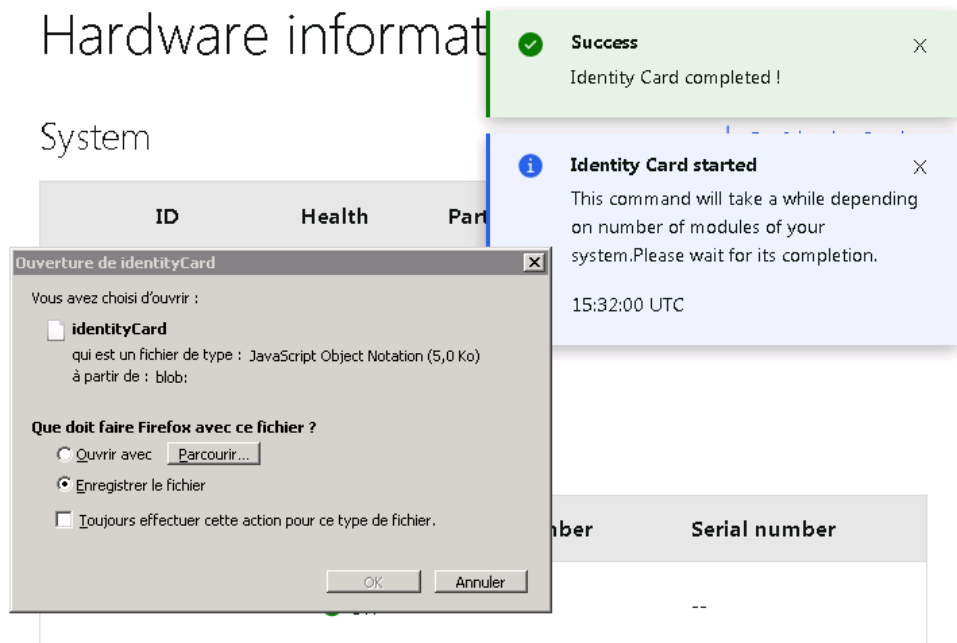 Hardware informat
Success
Identity Card completed !
System
Identity Card started
This command will take a while depending
on number of modules of your
system.Please wait for its completion.
15:32:00 UTC
ID Health Part
Ouverture de identityCard
Vous avez choisi d'ouvrir :
identityCard
qui est un fichier de type : JavaScript Object Notation (5,0 Ko)
à partir de : blob:
Que doit faire Firefox avec ce fichier ?
Ouvrir avec Parcourir...
Enregistrer le fichier
Toujours effectuer cette action pour ce type de fichier.
OK Annuler
mber Serial number
--